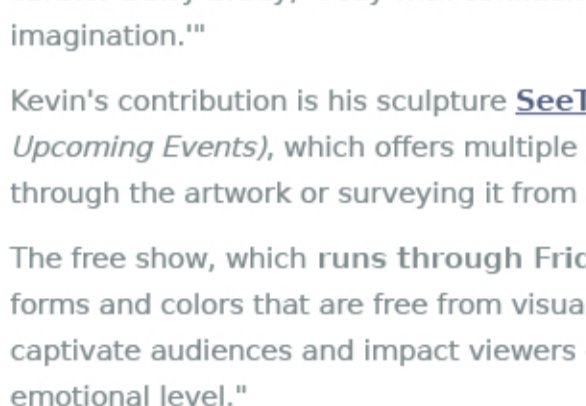 imagination.'"
Kevin's contribution is his sculpture
Upcoming Events), which offers multiple
through the artwork or surveying it from
The free show, which runs through
forms and colors that are free from
captivate audiences and impact viewers
emotional level."